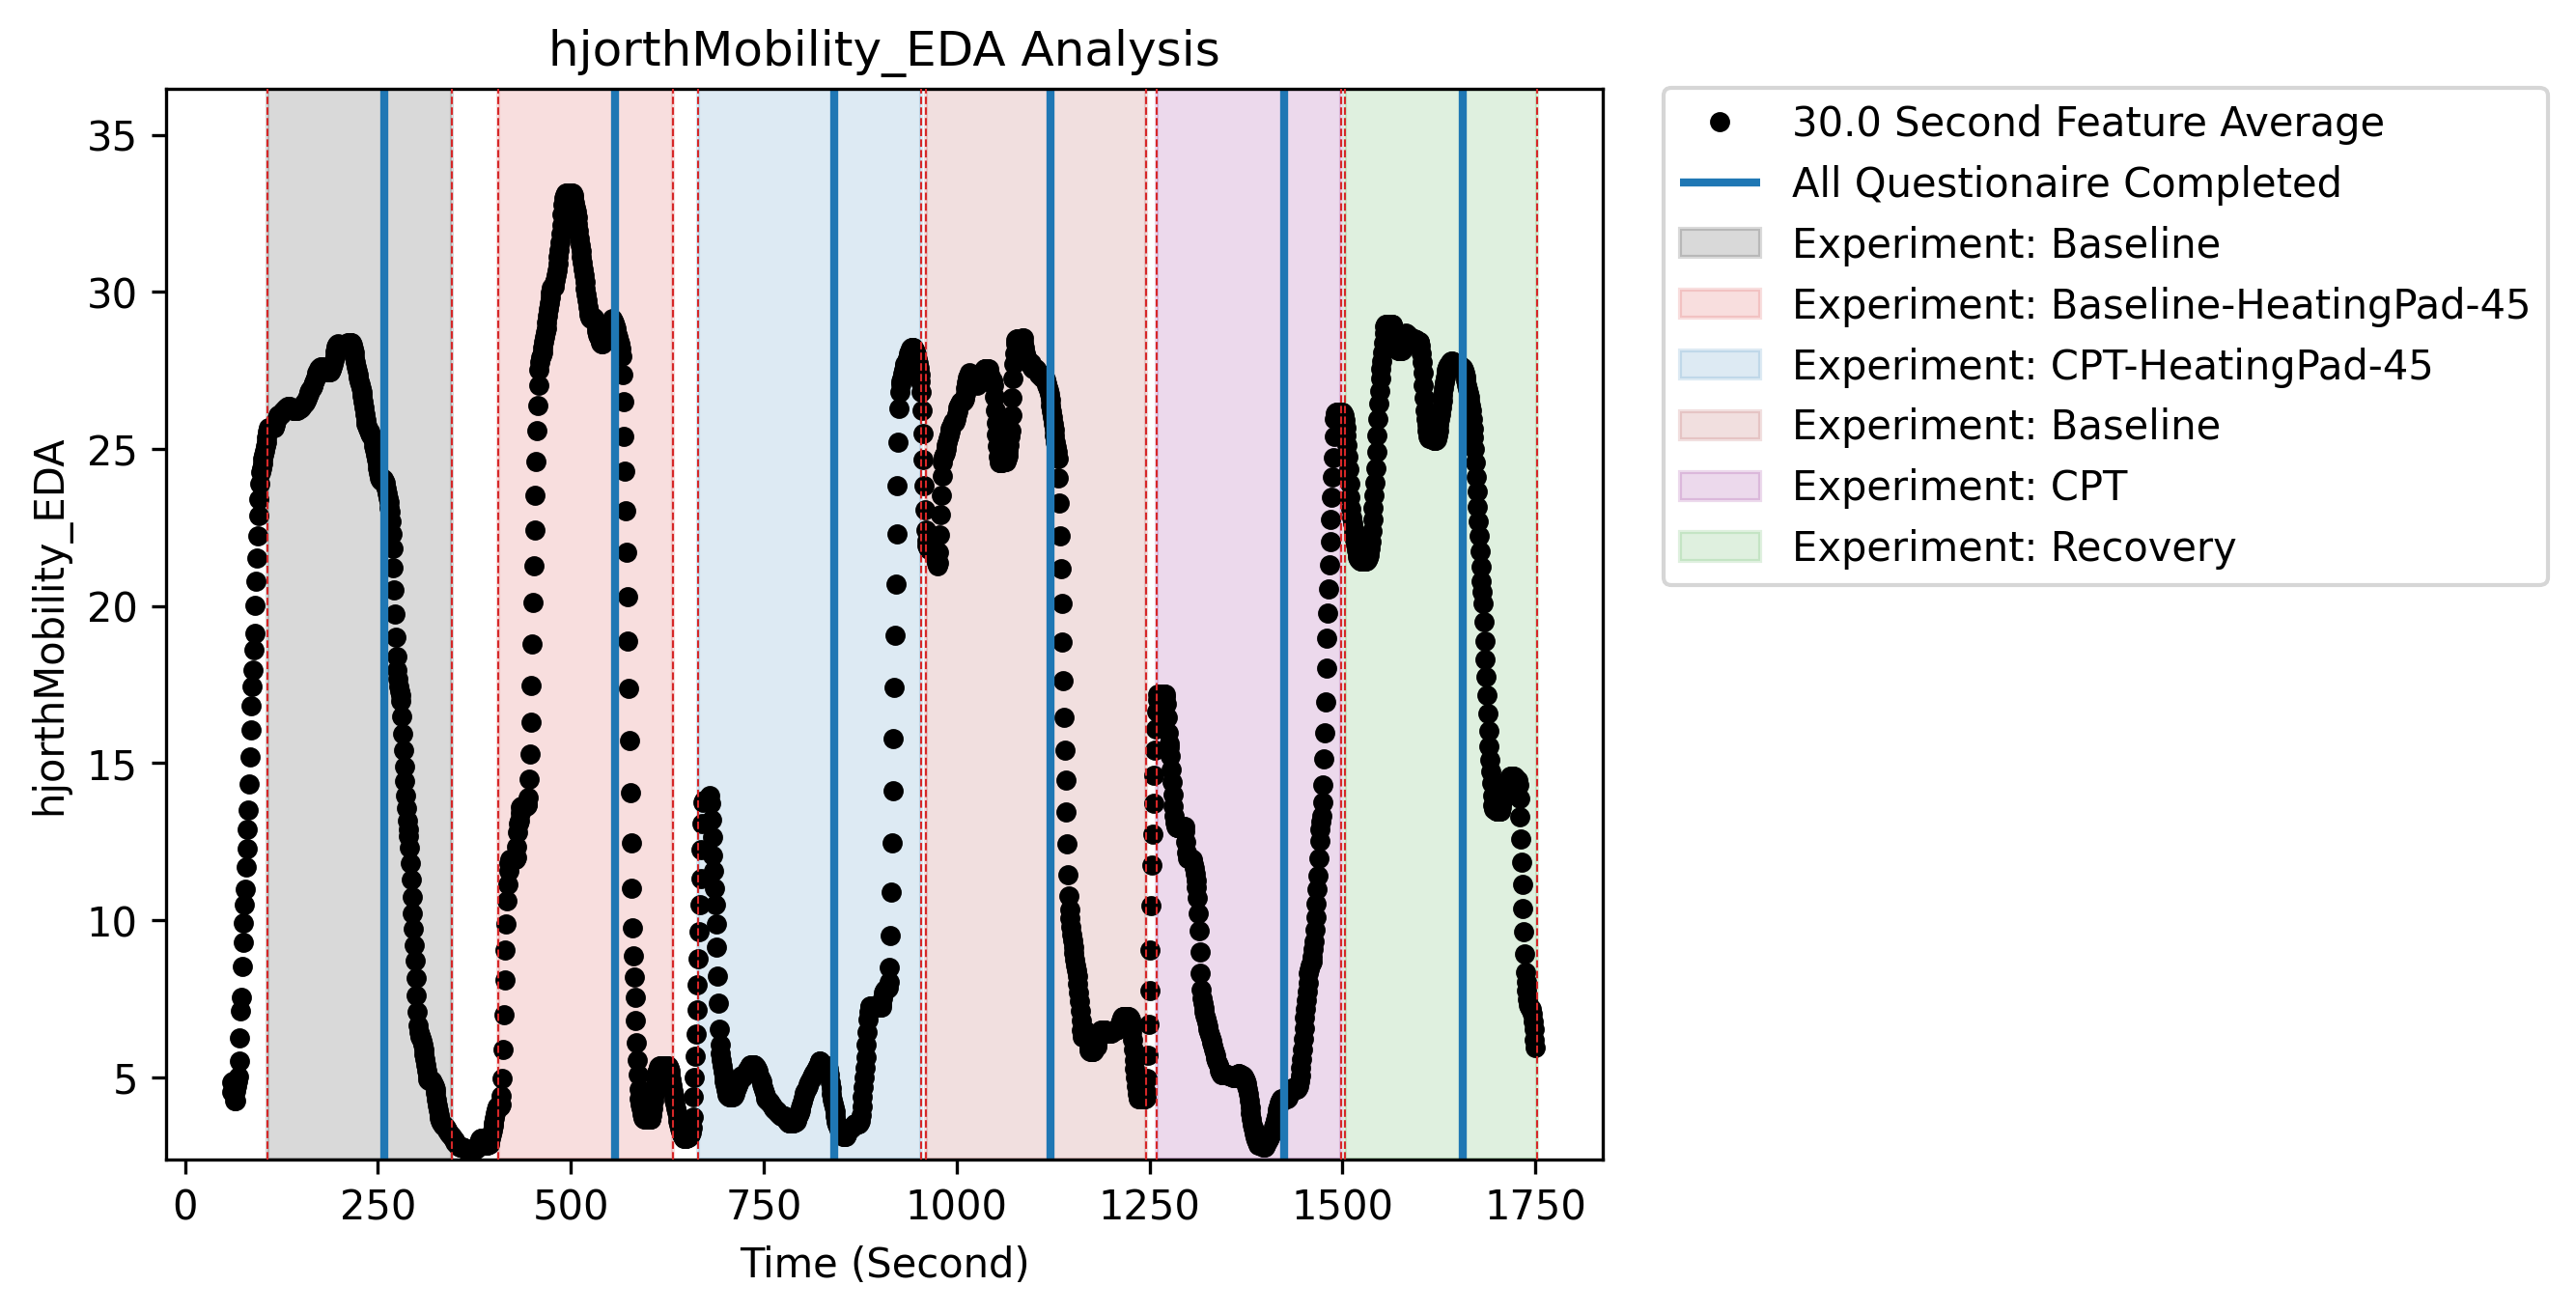 hjorthMobility_EDA Analysis
hjorthMobility_EDA
35
30
25
20
15
10
5
0
250
500
750
1000
1250
1500
1750
Time (Second)
30.0 Second Feature Average
All Questionaire Completed
Experiment: Baseline
Experiment: Baseline-HeatingPad-45
Experiment: CPT-HeatingPad-45
Experiment: Baseline
Experiment: CPT
Experiment: Recovery